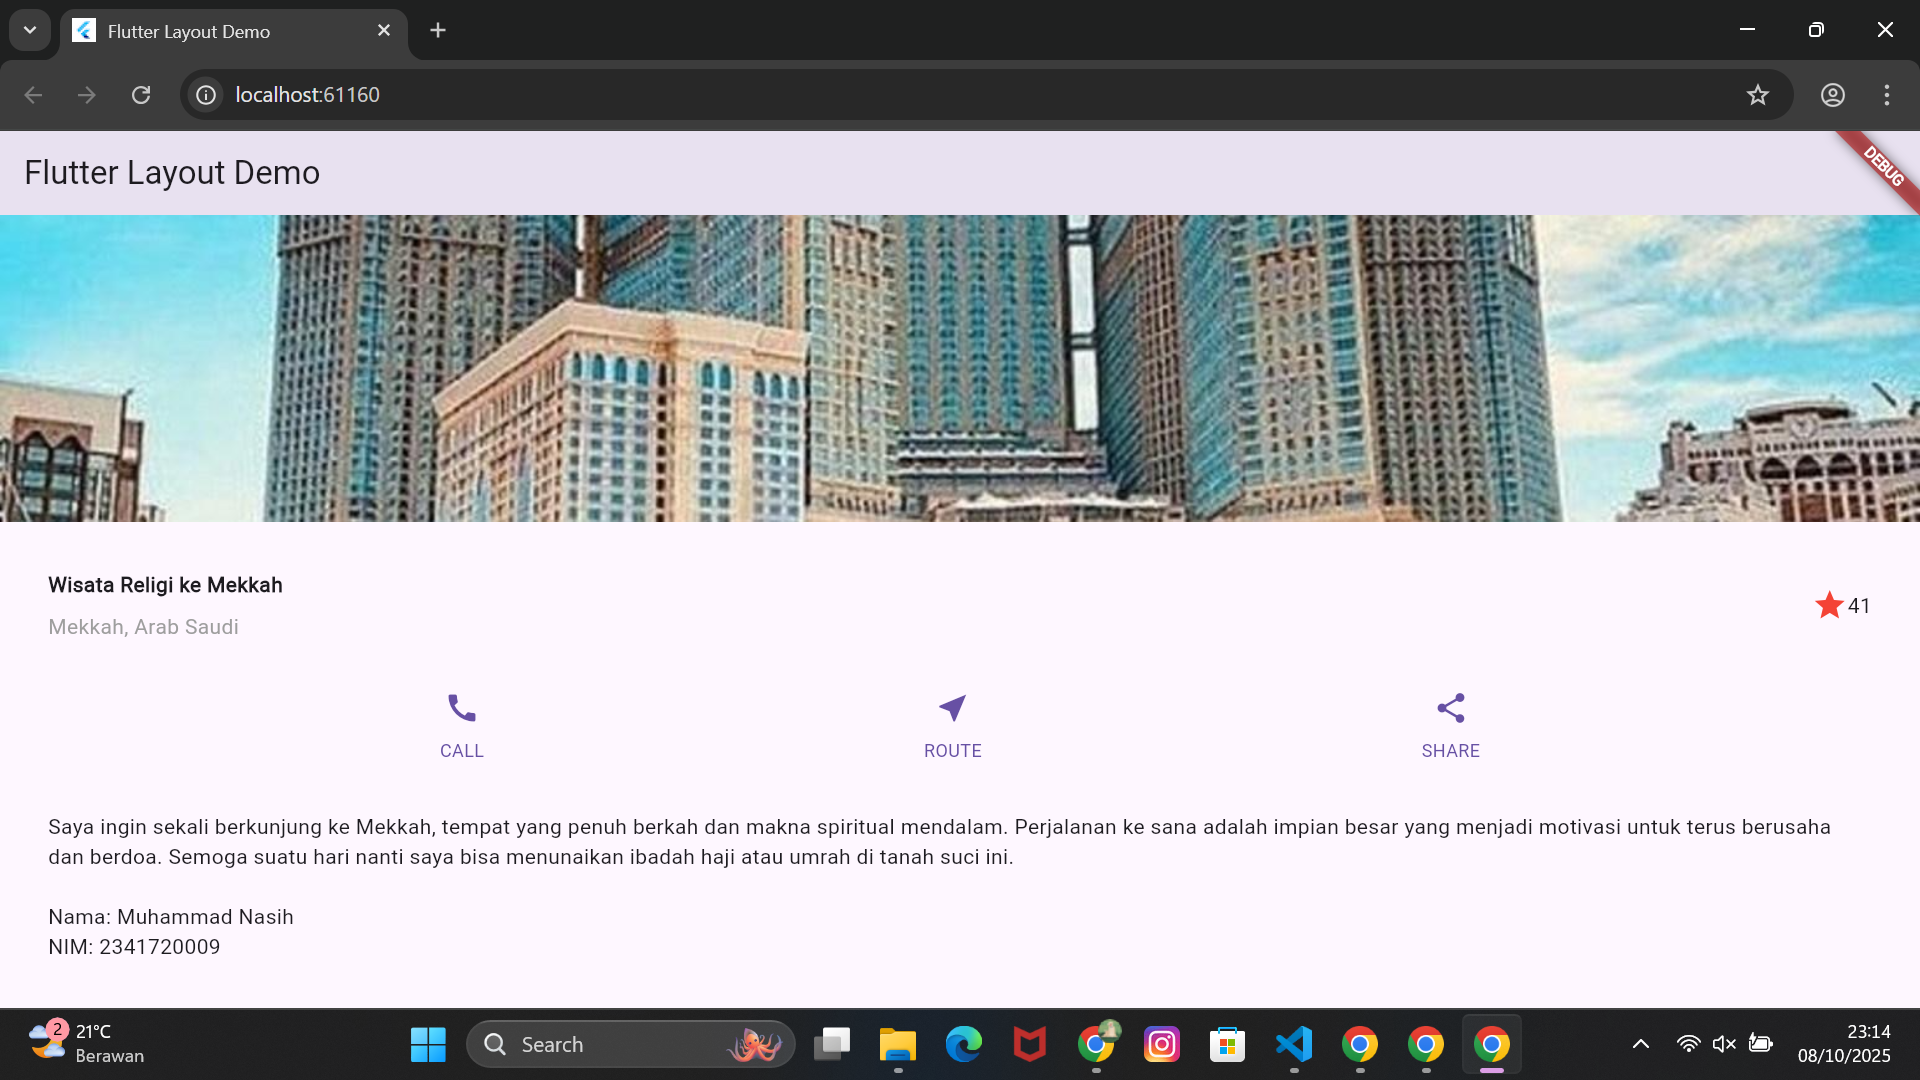 Flutter Layout Demo
localhost:61160
Flutter Layout Demo
DEBUG
Wisata Religi ke Mekkah
Mekkah, Arab Saudi
41
CALL
ROUTE
SHARE
Saya ingin sekali berkunjung ke Mekkah, tempat yang penuh berkah dan makna spiritual mendalam. Perjalanan ke sana adalah impian besar yang menjadi motivasi untuk terus berusaha
dan berdoa. Semoga suatu hari nanti saya bisa menunaikan ibadah haji atau umrah di tanah suci ini.
Nama: Muhammad Nasih
NIM: 2341720009
2
21°C
Berawan
Search
23:14
08/10/2025